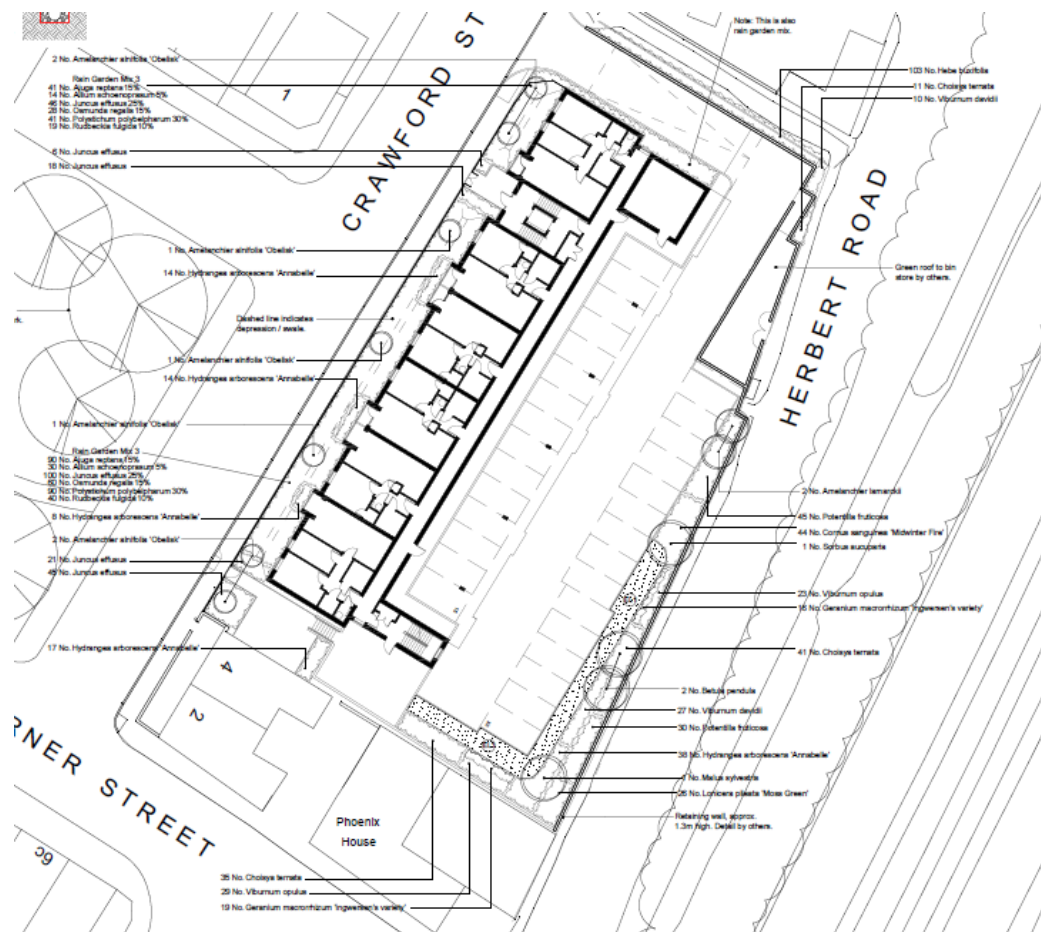 Note: This is also
rain garden mix.
2 No. Amelanchier alnifolia 'Obelisk'
Rain Garden Mix 3
41 No. Ajuga reptans 15%
14 No. Allium schoenoprasum 5%
46 No. Juncus effusus 25%
28 No. Osmunda regalis 15%
41 No. Polystichum polyblepharum 30%
19 No. Rudbeckia fulgida 10%
6 No. Juncus effusus
18 No. Juncus effusus
CRAWFORD ST
1
103 No. Hebe buxifolia
11 No. Choisya ternata
10 No. Viburnum davidii
HERBERT ROAD
1 No. Amelanchier alnifolia 'Obelisk'
14 No. Hydrangea arborescens 'Annabelle'
Green roof to bin
store by others.
Dashed line indicates
depression / swale.
rk.
1 No. Amelanchier alnifolia 'Obelisk'
14 No. Hydrangea arborescens 'Annabelle'
1 No. Amelanchier alnifolia 'Obelisk'
Rain Garden Mix 3
90 No. Ajuga reptans 15%
30 No. Allium schoenoprasum 5%
100 No. Juncus effusus 25%
60 No. Osmunda regalis 15%
90 No. Polystichum polyblepharum 30%
40 No. Rudbeckia fulgida 10%
8 No. Hydrangea arborescens 'Annabelle'
2 No. Amelanchier alnifolia 'Obelisk'
21 No. Juncus effusus
45 No. Juncus effusus
17 No. Hydrangea arborescens 'Annabelle'
2 No. Amelanchier lamarckii
45 No. Potentilla fruticosa
44 No. Cornus sanguinea 'Midwinter Fire'
1 No. Sorbus aucuparia
23 No. Viburnum opulus
16 No. Geranium macrorrhizum 'Ingwersen's variety'
41 No. Choisya ternata
2 No. Betula pendula
27 No. Viburnum davidii
30 No. Potentilla fruticosa
38 No. Hydrangea arborescens 'Annabelle'
1 No. Malus sylvestris
26 No. Lonicera pileata 'Moss Green'
Retaining wall, approx.
1.3m high. Detail by others.
4
2
RNER STREET
6c
Phoenix
House
35 No. Choisya ternata
29 No. Viburnum opulus
19 No. Geranium macrorrhizum 'Ingwersen's variety'